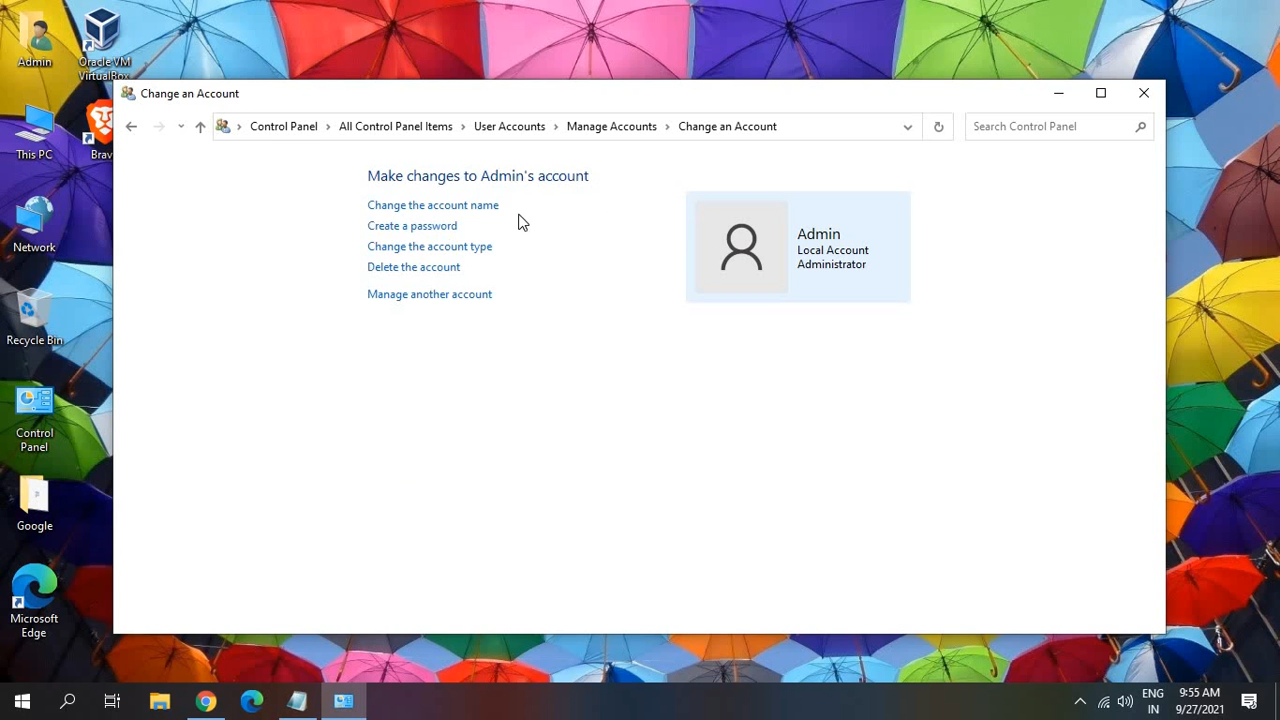 Admin
Oracle VM
VirtualBox
This PC
Brav
Network
Recycle Bin
Control
Panel
Google
Microsoft
Edge
Change an Account
Control Panel
All Control Panel Items
User Accounts
Manage Accounts
Change an Account
Search Control Panel
Make changes to Admin's account
Change the account name
Create a password
Change the account type
Delete the account
Manage another account
Admin
Local Account
Administrator
ENG
IN
9:55 AM
9/27/2021